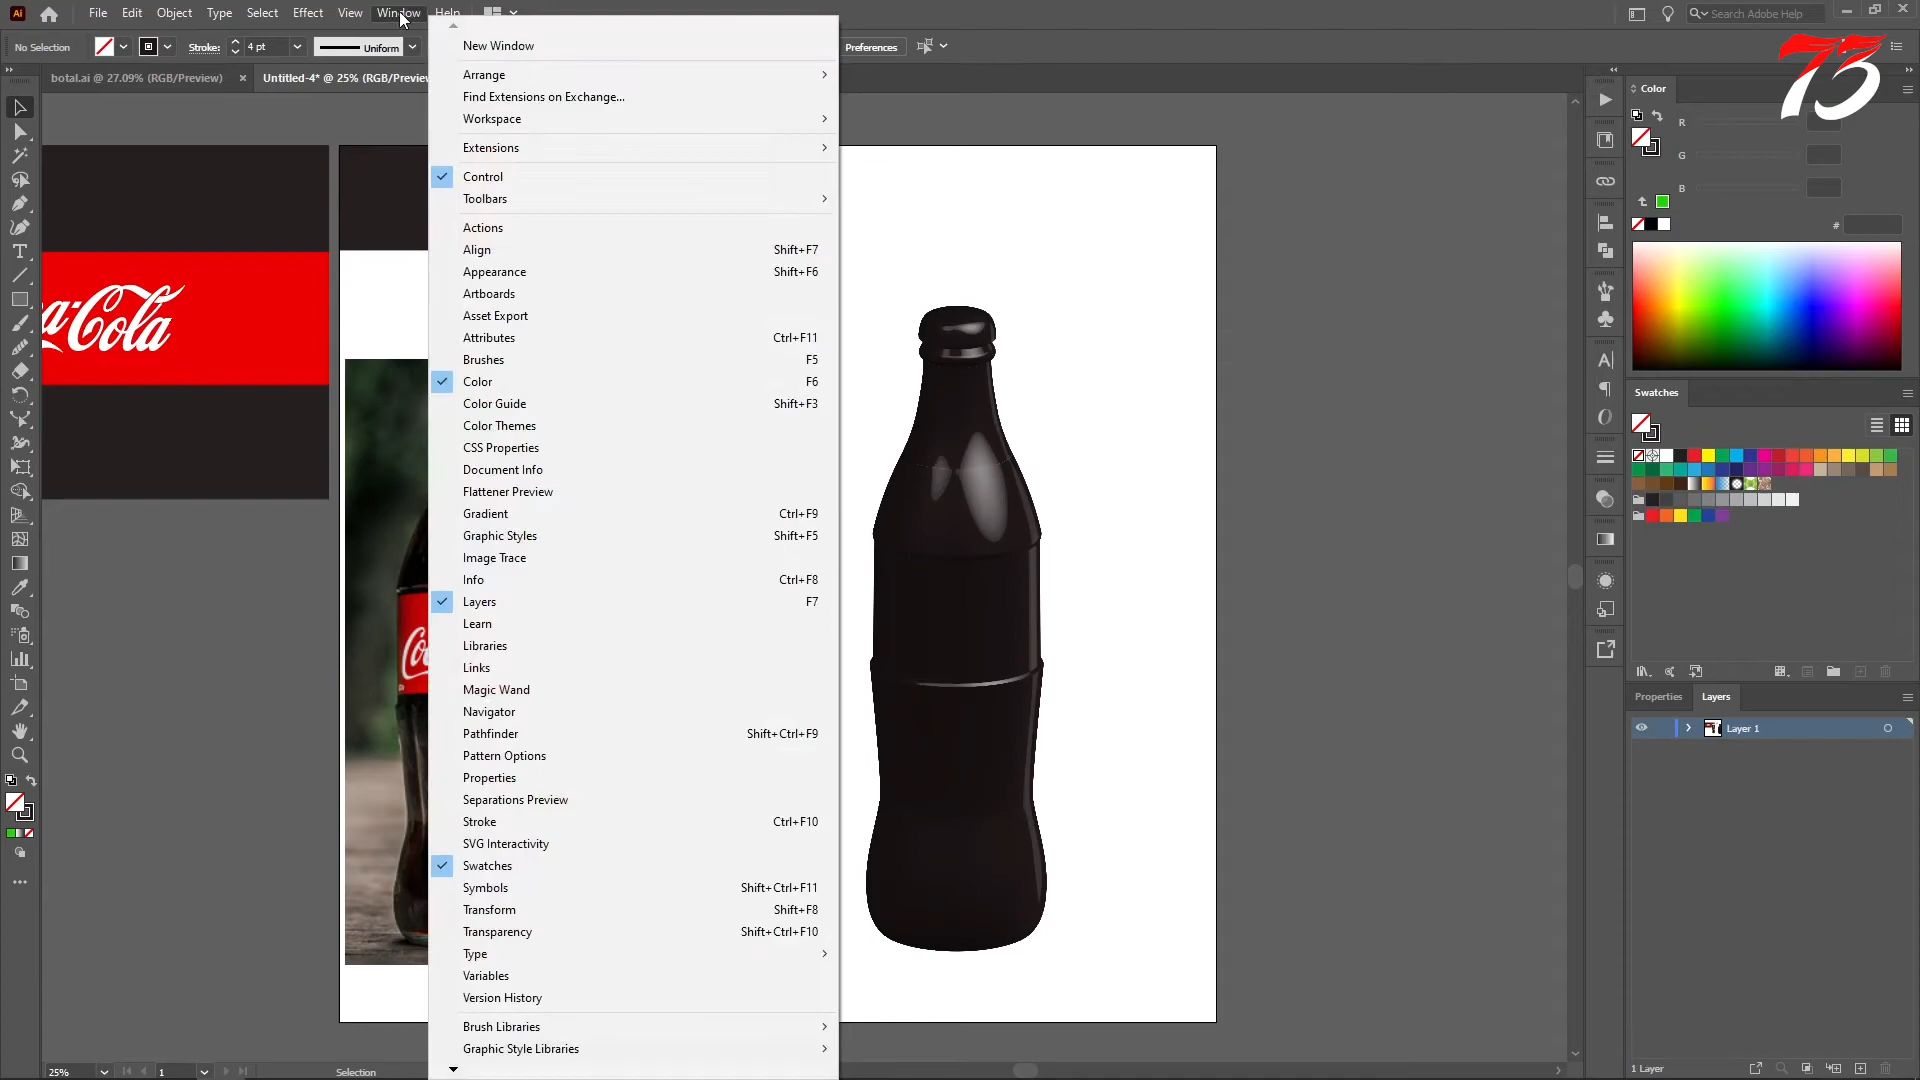 Ai File Edit Object Type Select Effect View Window Help
Search Adobe Help
No Selection
Stroke:
4 pt
Uniform
Preferences
73
botal.ai @ 27.09% (RGB/Preview)
Untitled-4* @ 25% (RGB/Preview
New Window
Arrange
Find Extensions on Exchange...
Workspace
Extensions
Control
Toolbars
Actions
Align Shift+F7
Appearance Shift+F6
Artboards
Asset Export
Attributes Ctrl+F11
Brushes F5
Color F6
Color Guide Shift+F3
Color Themes
CSS Properties
Document Info
Flattener Preview
Gradient Ctrl+F9
Graphic Styles Shift+F5
Image Trace
Info Ctrl+F8
Layers F7
Learn
Libraries
Links
Magic Wand
Navigator
Pathfinder Shift+Ctrl+F9
Pattern Options
Properties
Separations Preview
Stroke Ctrl+F10
SVG Interactivity
Swatches
Symbols Shift+Ctrl+F11
Transform Shift+F8
Transparency Shift+Ctrl+F10
Type
Variables
Version History
Brush Libraries
Graphic Style Libraries
a-Cola
Co
Color
R
G
B
#
Swatches
Properties
Layers
Layer 1
1 Layer
25%
1
Selection